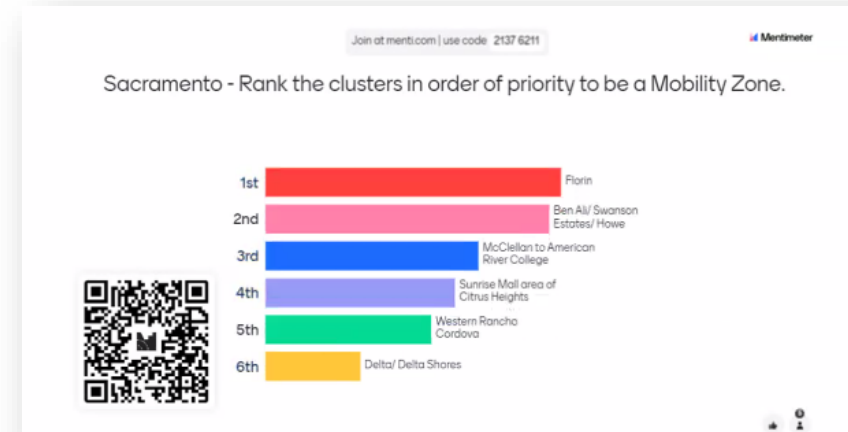 Join at menti.com | use code 2137 6211
Mentimeter
Sacramento - Rank the clusters in order of priority to be a Mobility Zone.
1st
Florin
2nd
Ben Ali/ Swanson
Estates/ Howe
3rd
McClellan to American
River College
4th
Sunrise Mall area of
Citrus Heights
5th
Western Rancho
Cordova
6th
Delta/ Delta Shores